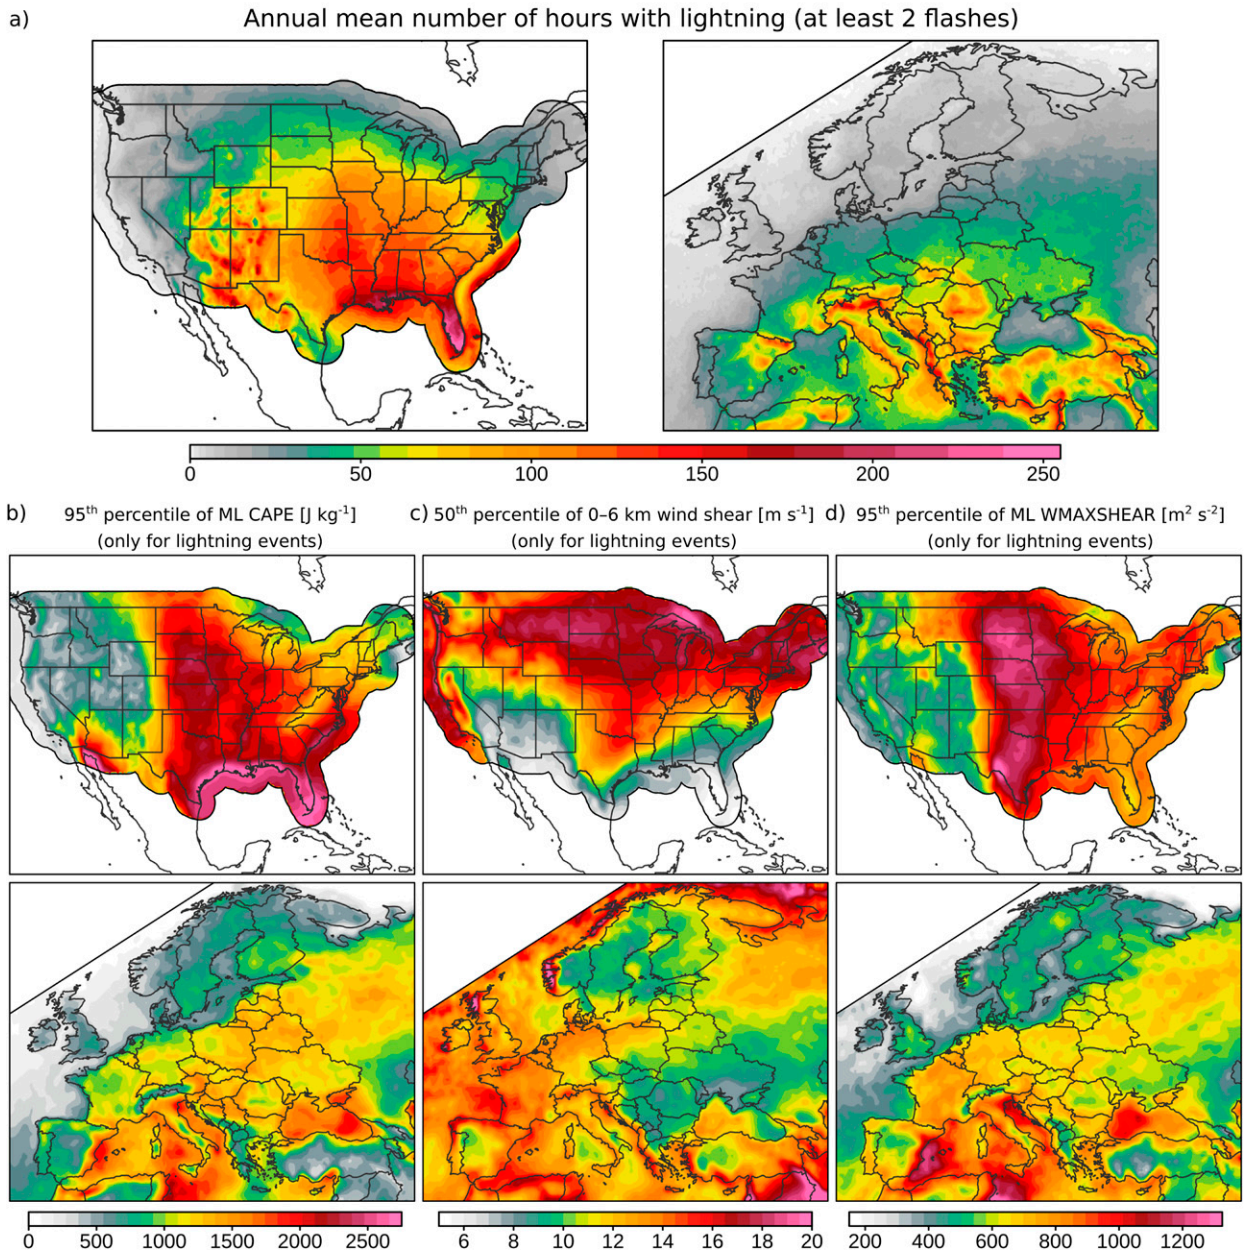 a)
Annual mean number of hours with lightning (at least 2 flashes)
0 50 100 150 200 250
b) 95th percentile of ML CAPE [J kg-1]
(only for lightning events)
c) 50th percentile of 0–6 km wind shear [m s-1]
(only for lightning events)
d) 95th percentile of ML WMAXSHEAR [m2 s-2]
(only for lightning events)
0 500 1000 1500 2000 2500
6 8 10 12 14 16 18 20
200 400 600 800 1000 1200